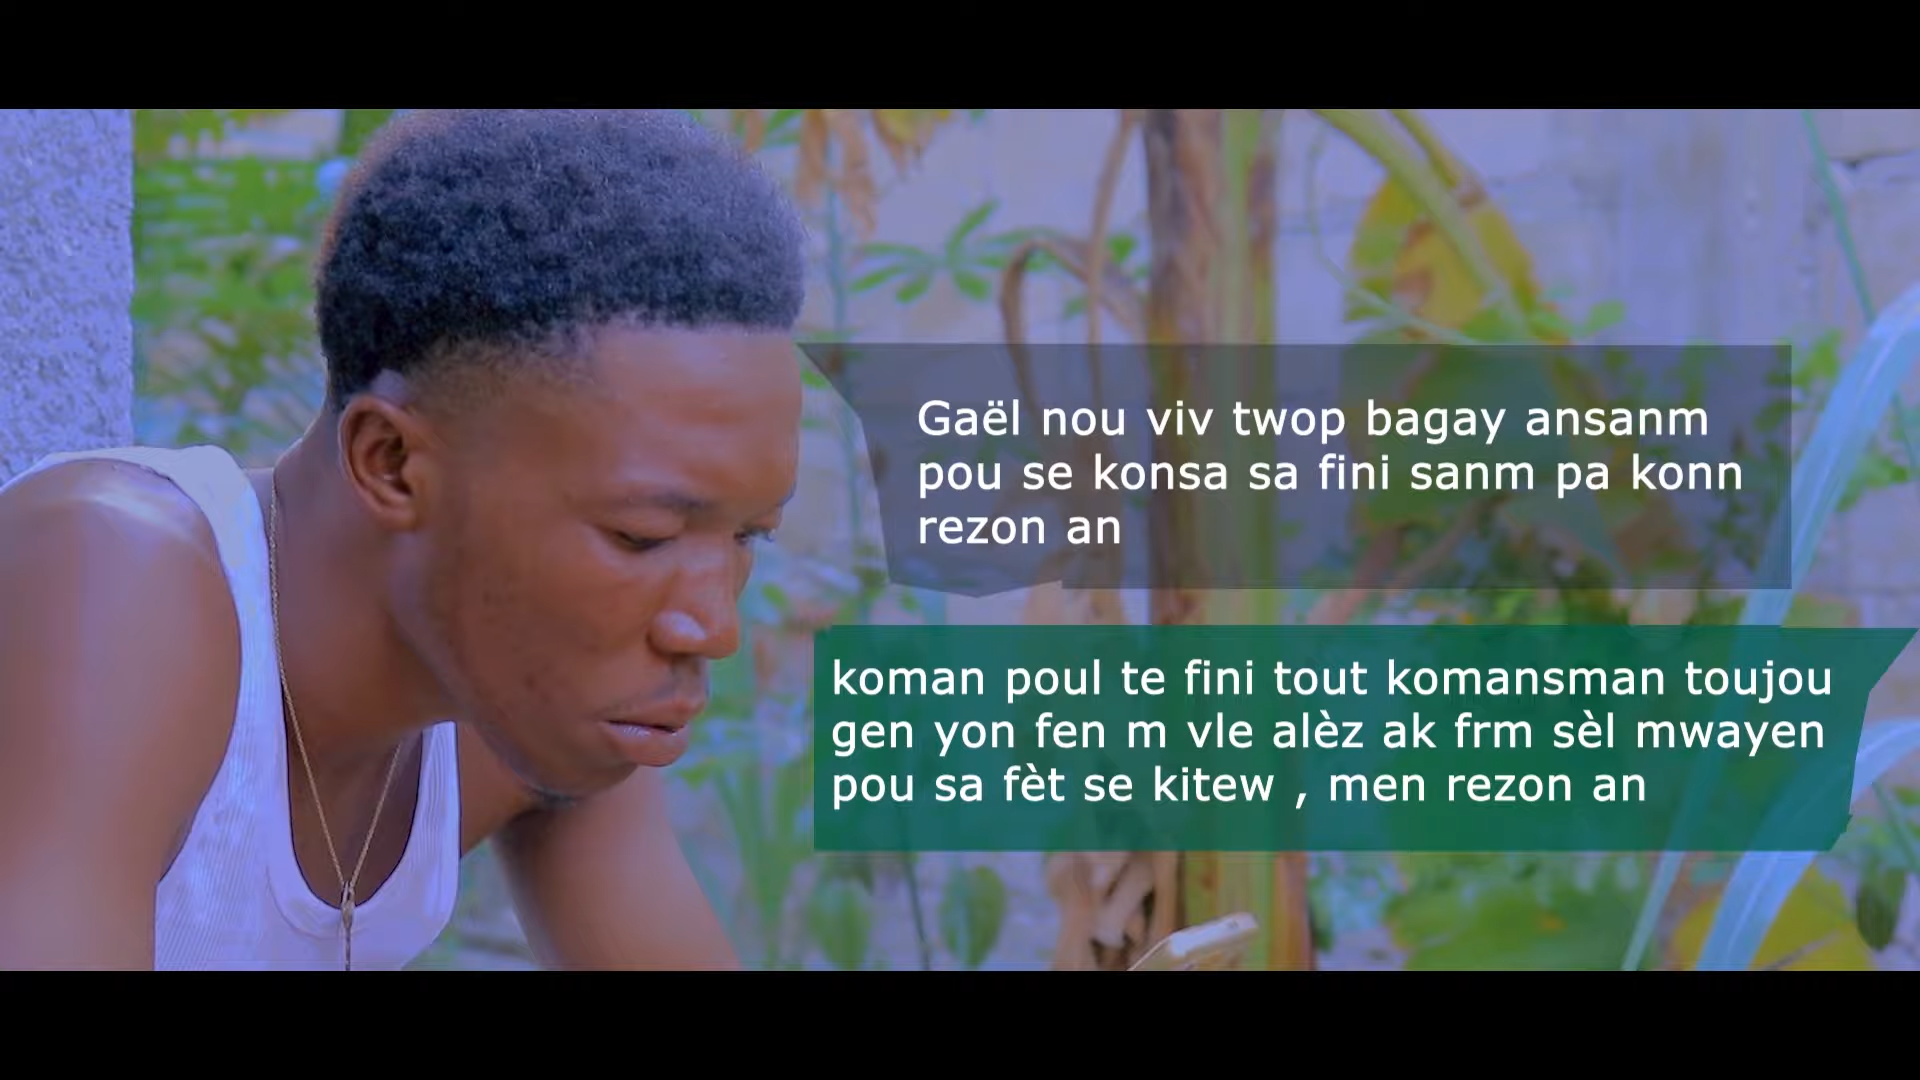 Gaël nou viv twop bagay ansanm
pou se konsa sa fini sanm pa konn
rezon an
koman poul te fini tout komansman toujou
gen yon fen m vle alèz ak frm sèl mwayen
pou sa fèt se kitew , men rezon an